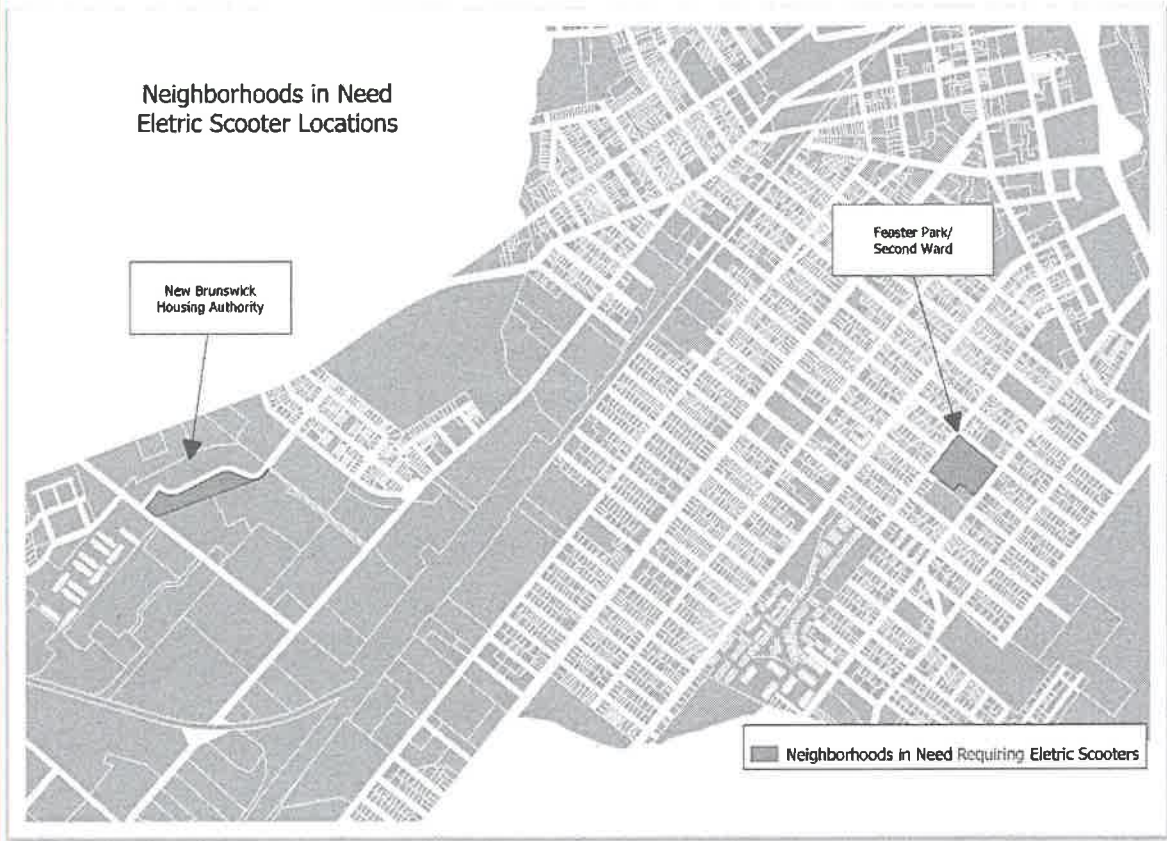 Neighborhoods in Need
Eletric Scooter Locations
Feaster Park/
Second Ward
New Brunswick
Housing Authority
Neighborhoods in Need Requiring Eletric Scooters